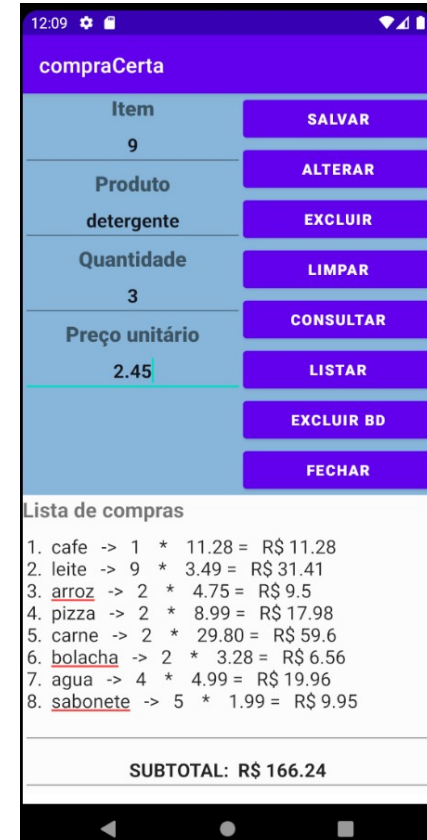 12:09
compraCerta
Item
9
Produto
detergente
Quantidade
3
Preço unitário
2.45
SALVAR
ALTERAR
EXCLUIR
LIMPAR
CONSULTAR
LISTAR
EXCLUIR BD
FECHAR
Lista de compras
1. cafe -> 1 * 11.28 = R$ 11.28
2. leite -> 9 * 3.49 = R$ 31.41
3. arroz -> 2 * 4.75 = R$ 9.5
4. pizza -> 2 * 8.99 = R$ 17.98
5. carne -> 2 * 29.80 = R$ 59.6
6. bolacha -> 2 * 3.28 = R$ 6.56
7. agua -> 4 * 4.99 = R$ 19.96
8. sabonete -> 5 * 1.99 = R$ 9.95
SUBTOTAL: R$ 166.24